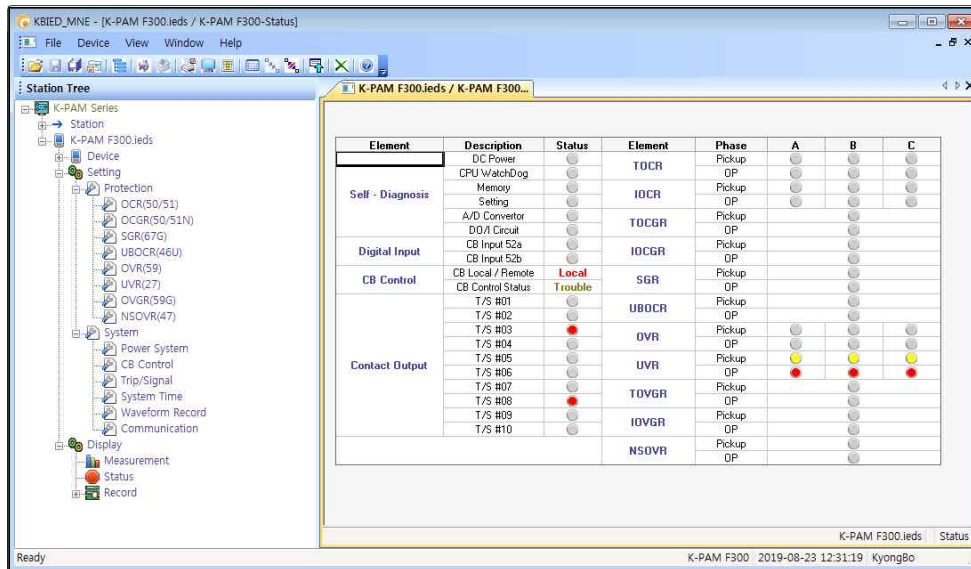 KBIED_MNE - [K-PAM F300.ieds / K-PAM F300-Status]
File Device View Window Help
Station Tree
K-PAM Series
Station
K-PAM F300.ieds
Device
Setting
Protection
OCR(50/51)
OCGR(50/51N)
SGR(67G)
UBOCR(46U)
OVR(59)
UVR(27)
OVGR(59G)
NSOVR(47)
System
Power System
CB Control
Trip/Signal
System Time
Waveform Record
Communication
Display
Measurement
Status
Record
K-PAM F300.ieds / K-PAM F300...
Element Description Status Element Phase A B C
DC Power TOCR Pickup
CPU WatchDog OP
Self - Diagnosis Memory IOCR Pickup
Setting OP
A/D Convertor TOCGR Pickup
DO/I Circuit OP
Digital Input CB Input 52a IOCGR Pickup
CB Input 52b OP
CB Control CB Local / Remote Local SGR Pickup
CB Control Status Trouble OP
Contact Output T/S #01 UBOCR Pickup
T/S #02 OP
T/S #03 OVR Pickup
T/S #04 OP
T/S #05 UVR Pickup
T/S #06 OP
T/S #07 TOVGR Pickup
T/S #08 OP
T/S #09 IOVGR Pickup
T/S #10 OP
NSOVR Pickup
OP
K-PAM F300.ieds Status
Ready K-PAM F300 2019-08-23 12:31:19 KyongBo